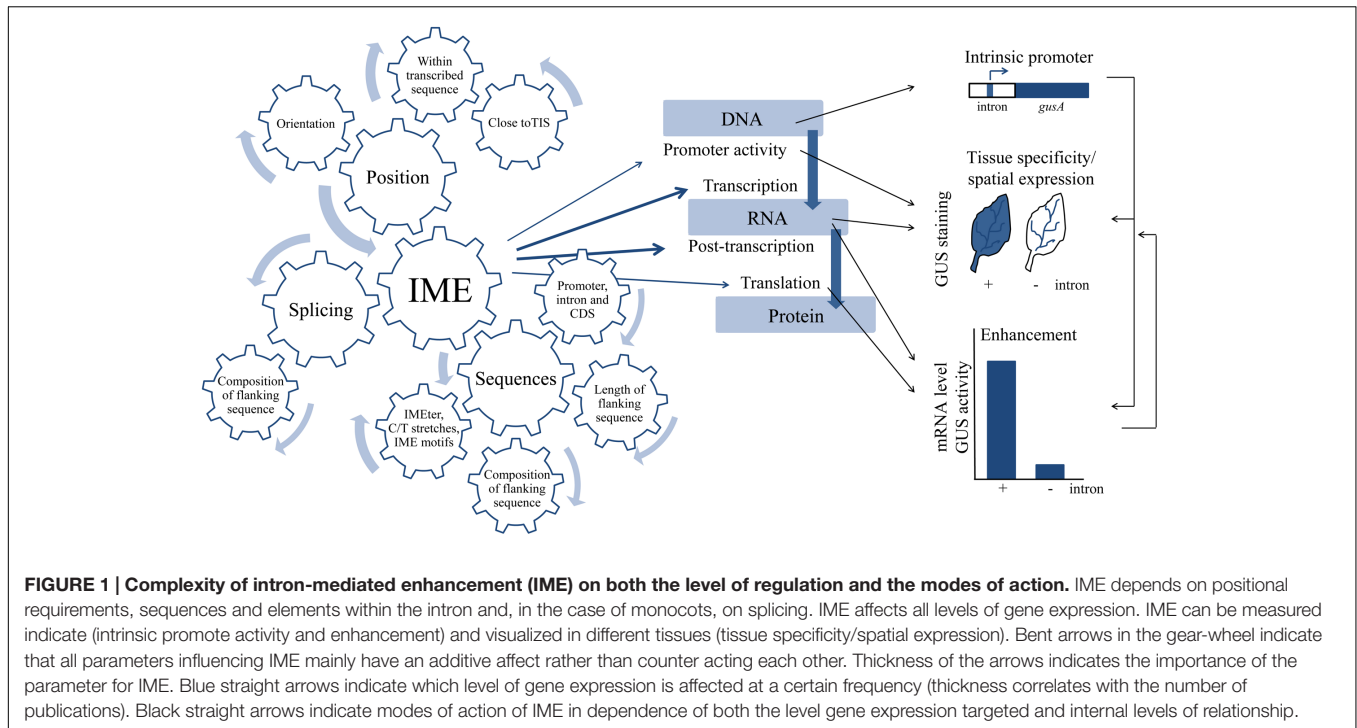 Within
transcribed
sequence
Orientation
Close toTIS
Position
Splicing
IME
Promoter,
intron and
CDS
Sequences
Composition
of flanking
sequence
IMEter,
C/T stretches,
IME motifs
Length of
flanking
sequence
Composition
of flanking
sequence
DNA
Promoter activity
Transcription
RNA
Post-transcription
Translation
Protein
Intrinsic promoter
intron
gusA
Tissue specificity/
spatial expression
GUS staining
+ - intron
Enhancement
mRNA level
GUS activity
+ - intron
FIGURE 1 | Complexity of intron-mediated enhancement (IME) on both the level of regulation and the modes of action. IME depends on positional
requirements, sequences and elements within the intron and, in the case of monocots, on splicing. IME affects all levels of gene expression. IME can be measured
indicate (intrinsic promote activity and enhancement) and visualized in different tissues (tissue specificity/spatial expression). Bent arrows in the gear-wheel indicate
that all parameters influencing IME mainly have an additive affect rather than counter acting each other. Thickness of the arrows indicates the importance of the
parameter for IME. Blue straight arrows indicate which level of gene expression is affected at a certain frequency (thickness correlates with the number of
publications). Black straight arrows indicate modes of action of IME in dependence of both the level gene expression targeted and internal levels of relationship.